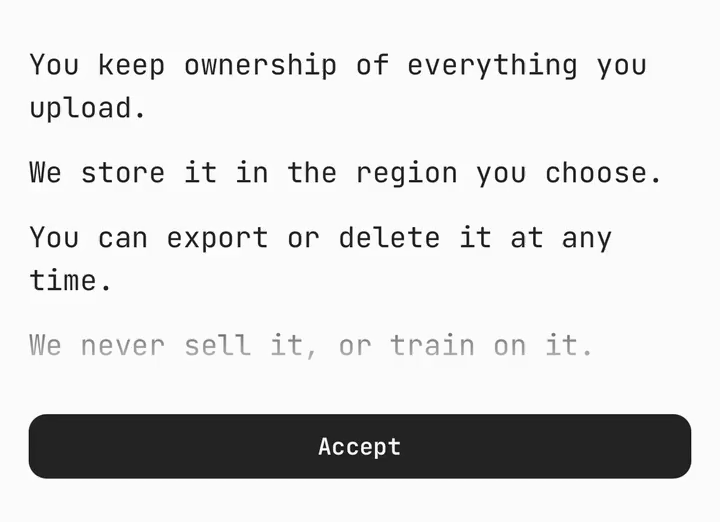 You keep ownership of everything you
upload.
We store it in the region you choose.
You can export or delete it at any
time.
We never sell it, or train on it.
Accept